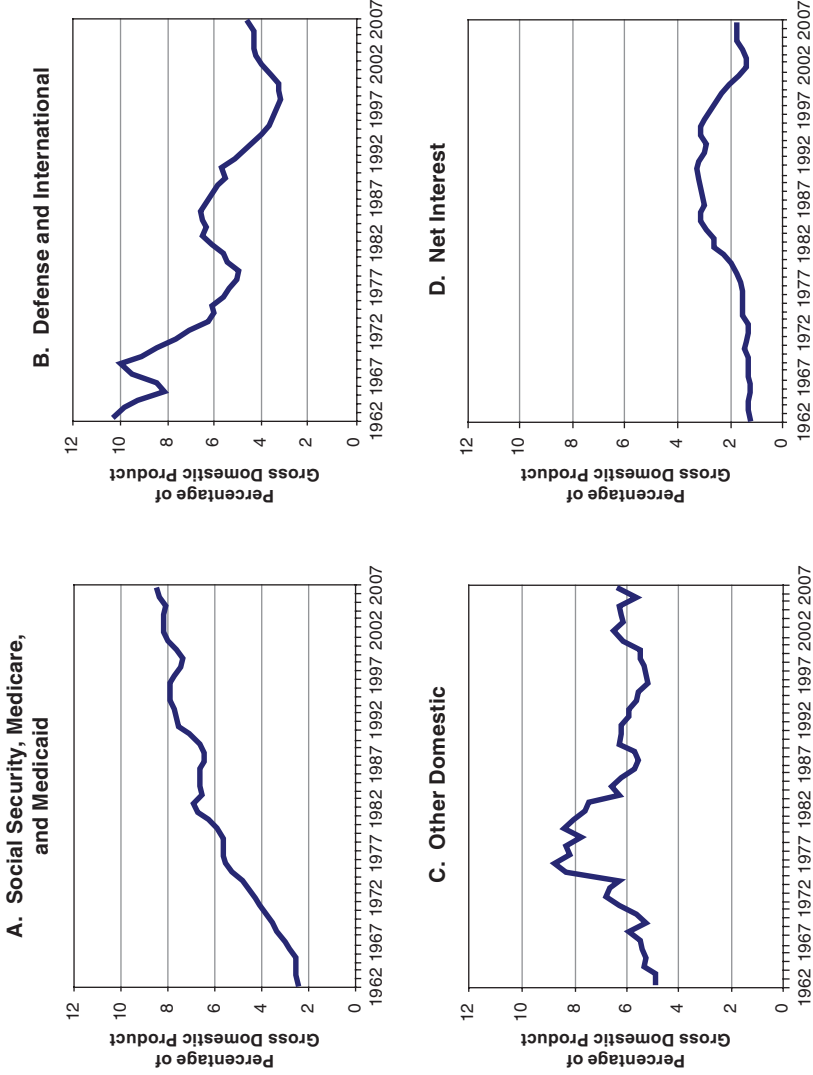 A. Social Security, Medicare,
and Medicaid
Percentage of
Gross Domestic Product
12
10
8
6
4
2
0
1962 1967 1972 1977 1982 1987 1992 1997 2002 2007
B. Defense and International
Percentage of
Gross Domestic Product
12
10
8
6
4
2
0
1962 1967 1972 1977 1982 1987 1992 1997 2002 2007
C. Other Domestic
Percentage of
Gross Domestic Product
12
10
8
6
4
2
0
1962 1967 1972 1977 1982 1987 1992 1997 2002 2007
D. Net Interest
Percentage of
Gross Domestic Product
12
10
8
6
4
2
0
1962 1967 1972 1977 1982 1987 1992 1997 2002 2007